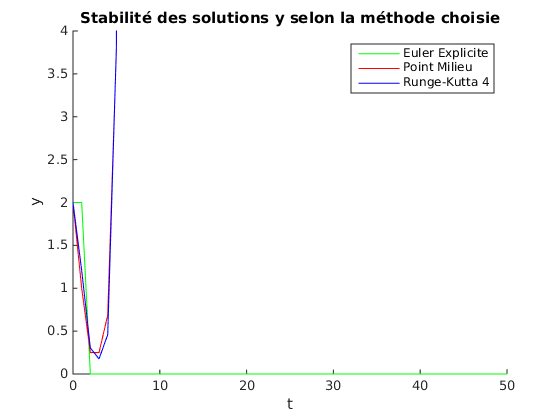 Stabilité des solutions y selon la méthode choisie
4
3.5
3
2.5
2
1.5
1
0.5
0
y
Euler Explicite
Point Milieu
Runge-Kutta 4
0 10 20 30 40 50
t